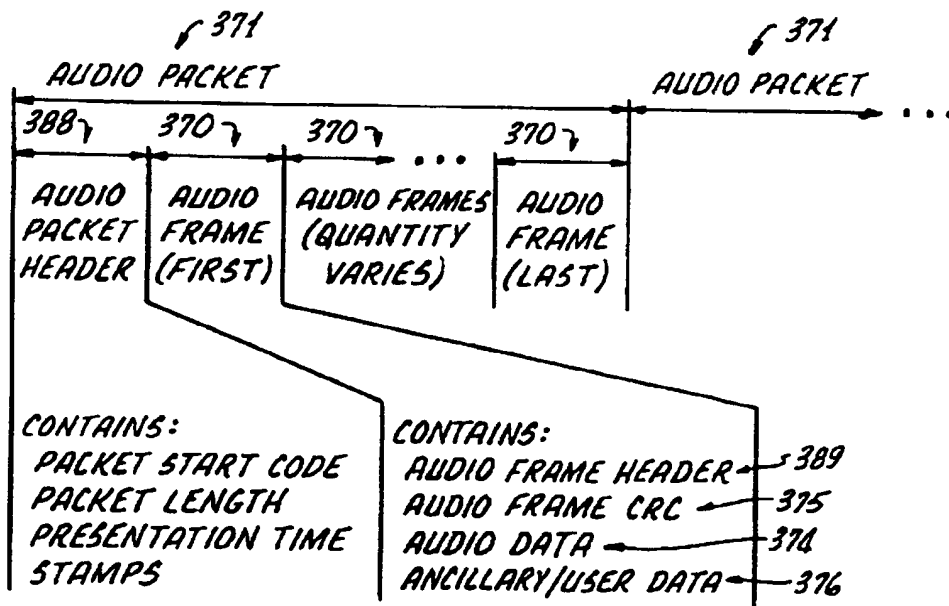 371
371
AUDIO PACKET
AUDIO PACKET
388
370
370
370
AUDIO
PACKET
HEADER
AUDIO
FRAME
(FIRST)
AUDIO FRAMES
(QUANTITY
VARIES)
AUDIO
FRAME
(LAST)
CONTAINS:
PACKET START CODE
PACKET LENGTH
PRESENTATION TIME
STAMPS
CONTAINS:
AUDIO FRAME HEADER 389
AUDIO FRAME CRC 375
AUDIO DATA 374
ANCILLARY/USER DATA 376